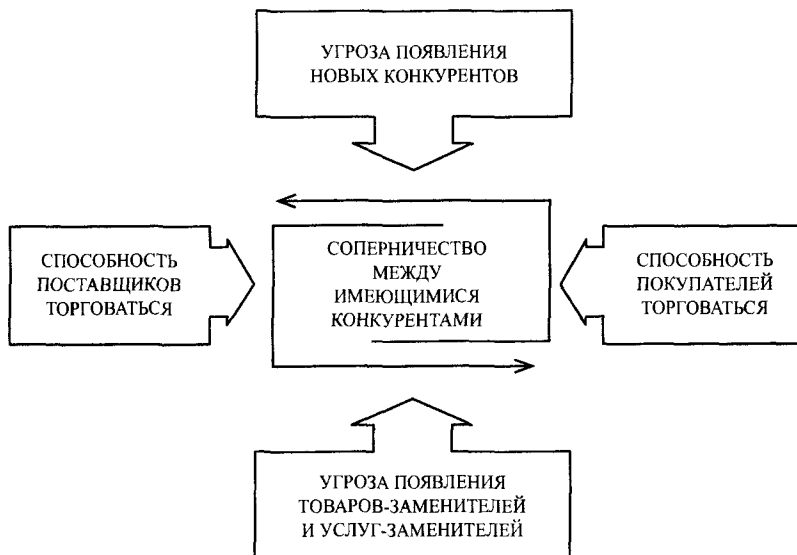 УГРОЗА ПОЯВЛЕНИЯ
НОВЫХ КОНКУРЕНТОВ
СПОСОБНОСТЬ
ПОСТАВЩИКОВ
ТОРГОВАТЬСЯ
СОПЕРНИЧЕСТВО
МЕЖДУ
ИМЕЮЩИМИСЯ
КОНКУРЕНТАМИ
СПОСОБНОСТЬ
ПОКУПАТЕЛЕЙ
ТОРГОВАТЬСЯ
УГРОЗА ПОЯВЛЕНИЯ
ТОВАРОВ-ЗАМЕНИТЕЛЕЙ
И УСЛУГ-ЗАМЕНИТЕЛЕЙ